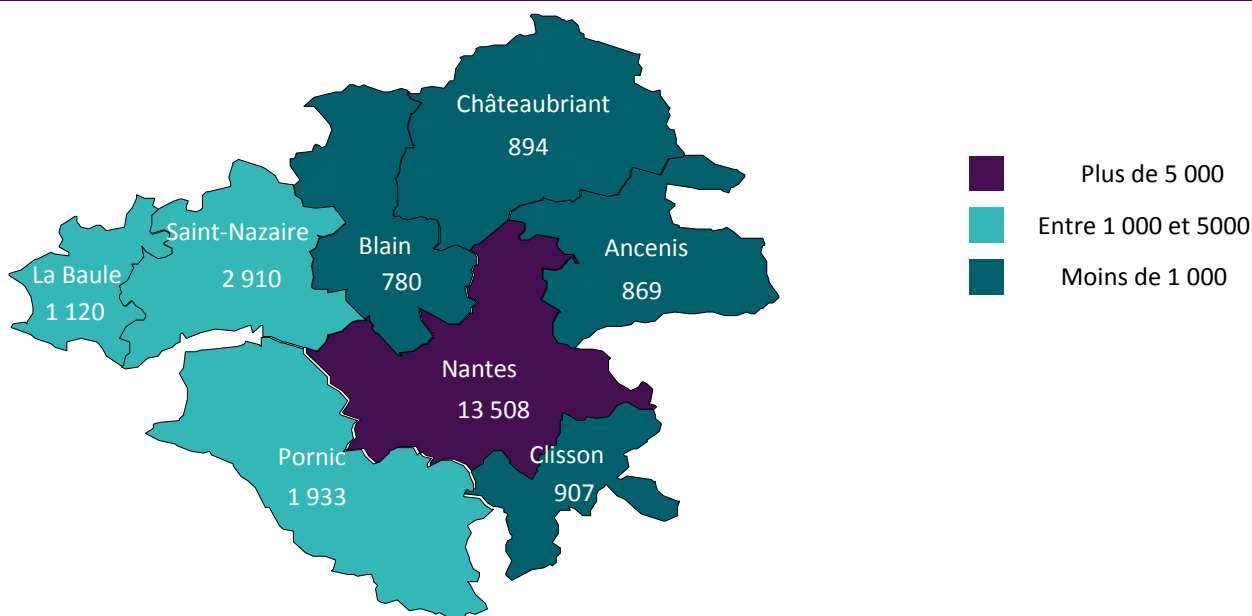 Châteaubriant
894
Saint-Nazaire
2 910
Blain
780
Ancenis
869
La Baule
1 120
Nantes
13 508
Pornic
1 933
Clisson
907
Plus de 5 000
Entre 1 000 et 5000
Moins de 1 000